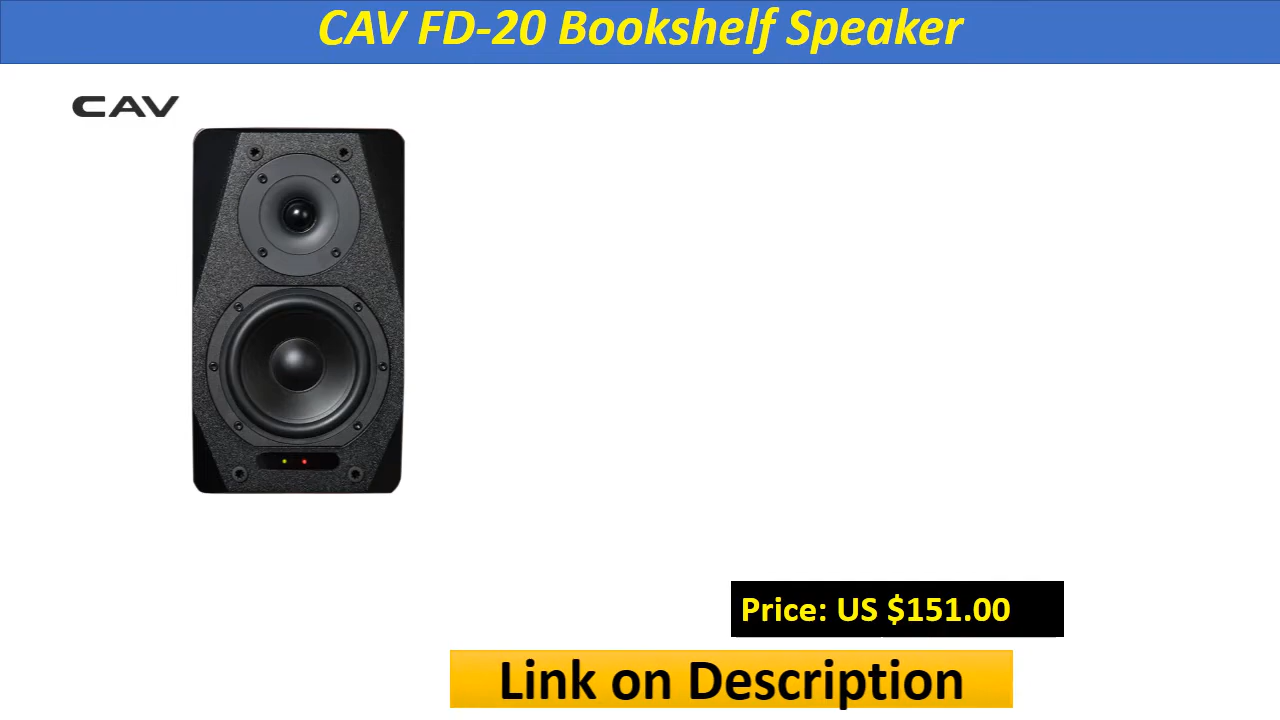 CAV FD-20 Bookshelf Speaker
CAV
Price: US $151.00
Link on Description